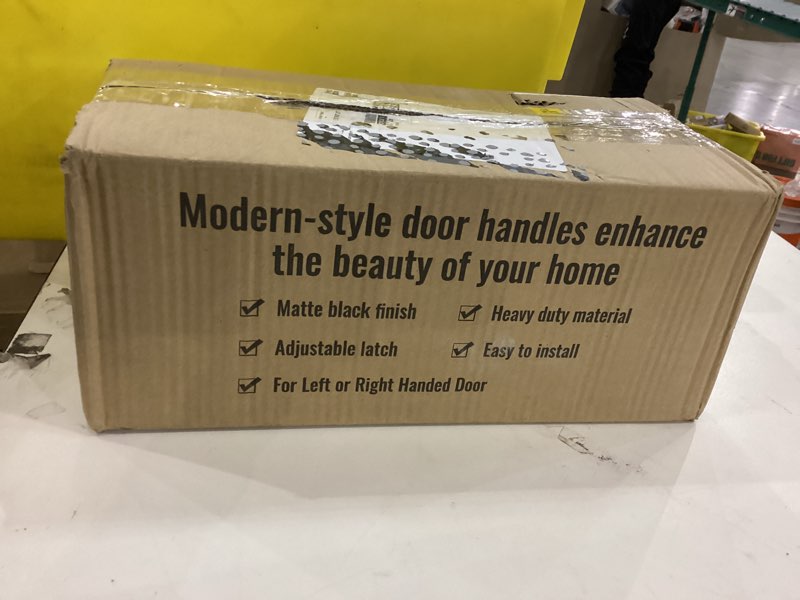 Modern-style door handles enhance
the beauty of your home
Matte black finish
Heavy duty material
Adjustable latch
Easy to install
For Left or Right Handed Door